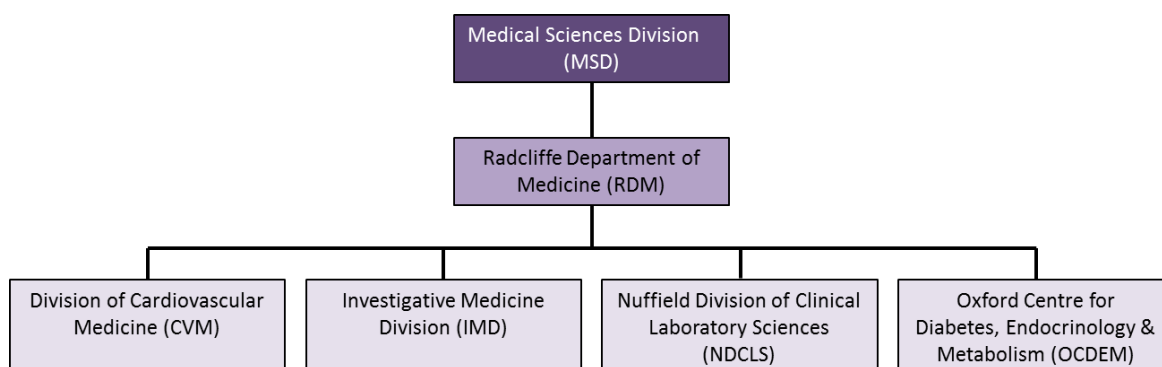 Medical Sciences Division
(MSD)
Radcliffe Department of
Medicine (RDM)
Division of Cardiovascular
Medicine (CVM)
Investigative Medicine
Division (IMD)
Nuffield Division of Clinical
Laboratory Sciences
(NDCLS)
Oxford Centre for
Diabetes, Endocrinology &
Metabolism (OCDEM)